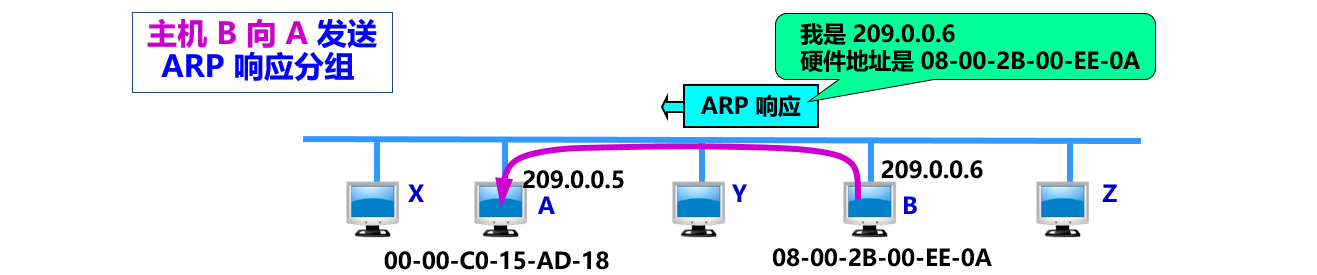 主机 B 向 A 发送
ARP 响应分组
我是 209.0.0.6
硬件地址是 08-00-2B-00-EE-0A
ARP 响应
209.0.0.5
209.0.0.6
X
A
Y
B
Z
00-00-C0-15-AD-18
08-00-2B-00-EE-0A